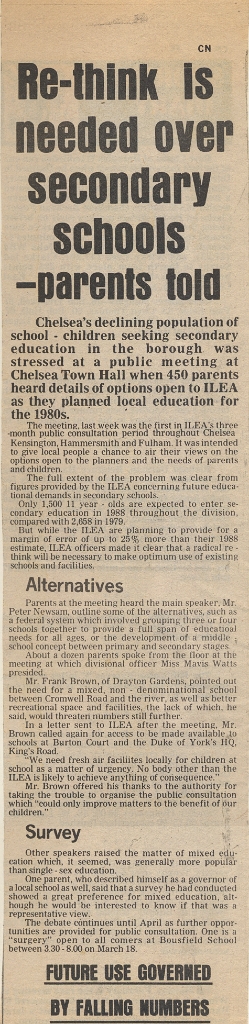 CN
Re-think is
needed over
secondary
schools
–parents told
Chelsea's declining population of
school - children seeking secondary
education in the borough was
stressed at a public meeting at
Chelsea Town Hall when 450 parents
heard details of options open to ILEA
as they planned local education for
the 1980s.
The meeting, last week was the first in ILEA's three
month public consultation period throughout Chelsea
Kensington, Hammersmith and Fulham. It was intended
to give local people a chance to air their views on the
options open to the planners and the needs of parents
and children.
The full extent of the problem was clear from
figures provided by the ILEA concerning future educa-
tional demands in secondary schools.
Only 1,500 11 year - olds are expected to enter se-
condary education in 1988 throughout the division,
compared with 2,658 in 1979.
But while the ILEA are planning to provide for a
margin of error of up to 25% more than their 1988
estimate, ILEA officers made it clear that a radical re -
think will be necessary to make optimum use of existing
schools and facilities.
Alternatives
Parents at the meeting heard the main speaker, Mr.
Peter Newsam, outline some of the alternatives, such as
a federal system which involved grouping three or four
schools together to provide a full span of educational
needs for all ages, or the development of a middle
school concept between primary and secondary stages.
About a dozen parents spoke from the floor at the
meeting at which divisional officer Miss Mavis Watts
presided.
Mr. Frank Brown, of Drayton Gardens, pointed out
the need for a mixed, non - denominational school
between Cromwell Road and the river, as well as better
recreational space and facilities, the lack of which, he
said, would threaten numbers still further.
In a letter sent to ILEA after the meeting, Mr.
Brown called again for access to be made available to
schools at Burton Court and the Duke of York's HQ,
King's Road.
"We need fresh air faciltites locally for children at
school as a matter of urgency. No body other than the
ILEA is likely to achieve anything of consequence."
Mr. Brown offered his thanks to the authority for
taking the trouble to organise the public consultation
which "could only improve matters to the benefit of our
children."
Survey
Other speakers raised the matter of mixed edu-
cation which, it seemed, was generally more popular
than single - sex education.
One parent, who described himself as a governor of
a local school as well, said that a survey he had conducted
showed a great preference for mixed education, alt-
hough he would be interested to know if that was a
representative view.
The debate continues until April as further oppor-
tunities are provided for public consultation. One is a
"surgery" open to all comers at Bousfield School
between 3.30 - 8.00 on March 18.
FUTURE USE GOVERNED
BY FALLING NUMBERS